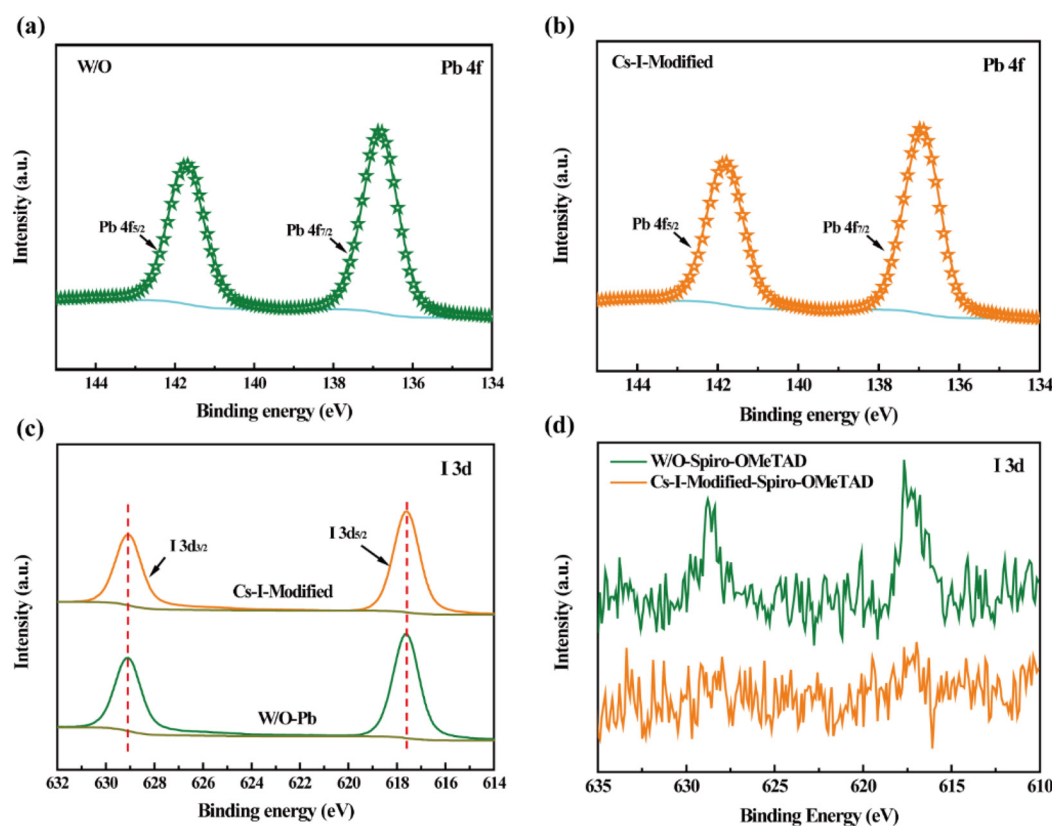 (a)
W/O
Pb 4f
Pb 4f5/2
Pb 4f7/2
Intensity (a.u.)
144 142 140 138 136 134
Binding energy (eV)
(b)
Cs-I-Modified
Pb 4f
Pb 4f5/2
Pb 4f7/2
Intensity (a.u.)
144 142 140 138 136 134
Binding energy (eV)
(c)
I 3d
I 3d3/2
I 3d5/2
Cs-I-Modified
W/O-Pb
Intensity (a.u.)
632 630 628 626 624 622 620 618 616 614
Binding energy (eV)
(d)
W/O-Spiro-OMeTAD
I 3d
Cs-I-Modified-Spiro-OMeTAD
Intensity (a.u.)
635 630 625 620 615 610
Binding Energy (eV)